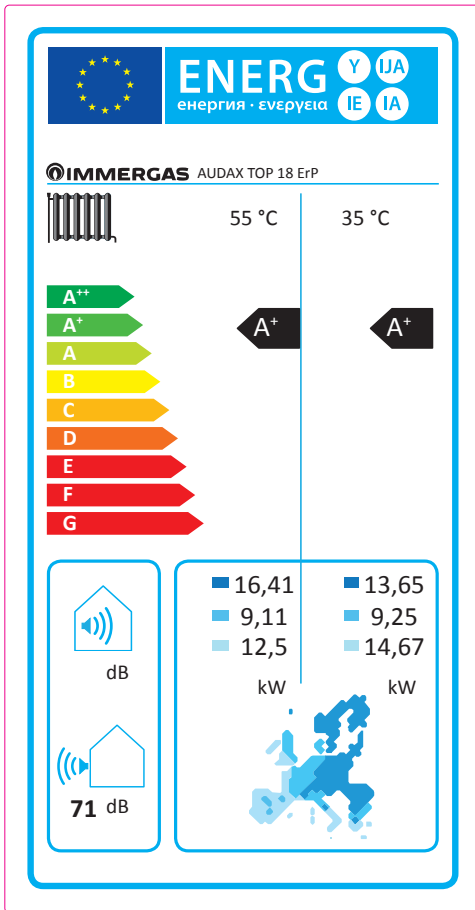 ENERG
Y IJA
енергия · ενεργεια
IE IA
IMMERGAS AUDAX TOP 18 ErP
55 °C 35 °C
A++
A+ A+ A+
A
B
C
D
E
F
G
16,41 13,65
9,11 9,25
12,5 14,67
dB
kW kW
71 dB